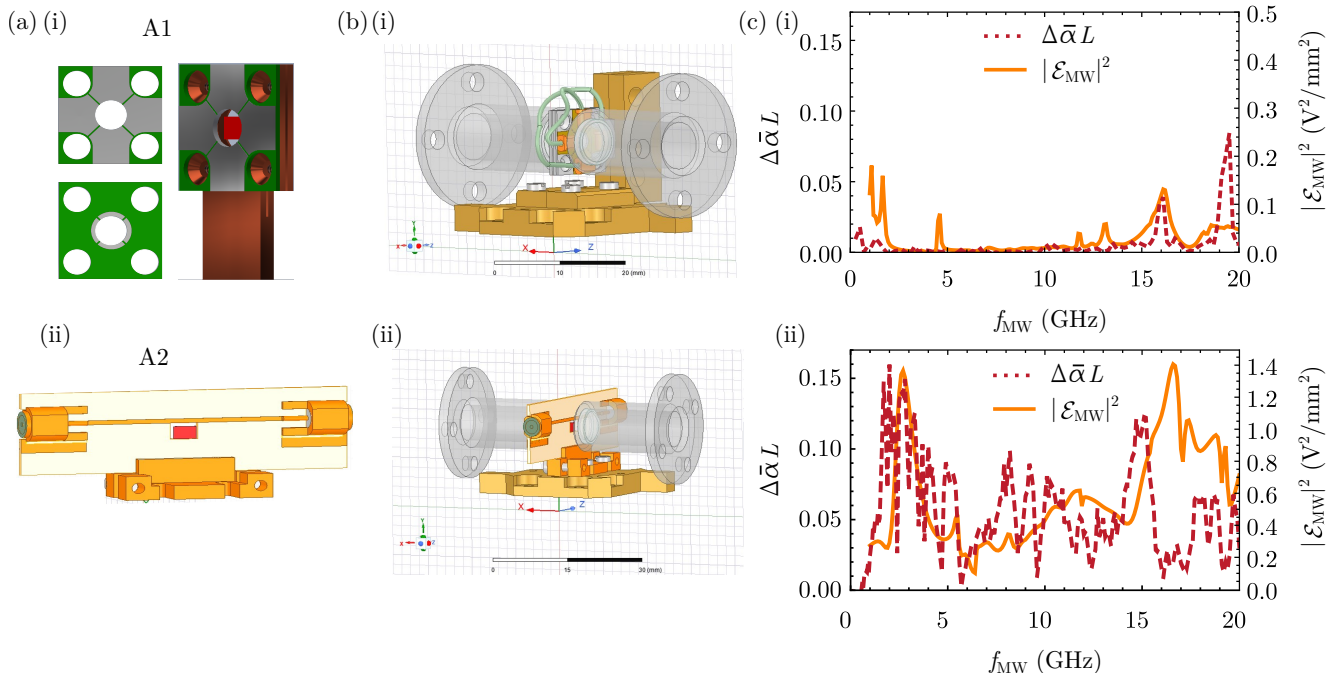 (a) (i) A1
(b) (i)
X Z
Y
X Z
0 10 20 (mm)
(c) (i)
0.15
0.10
0.05
0.00
Δᾱ L
Δᾱ L
|ℰ_MW|²
0.5
0.4
0.3
0.2
0.1
0.0
|ℰ_MW|² (V²/mm²)
0 5 10 15 20
f_MW (GHz)
(ii) A2
(ii)
X Z
Y
X Z
0 15 30 (mm)
(ii)
0.15
0.10
0.05
0.00
Δᾱ L
Δᾱ L
|ℰ_MW|²
1.4
1.2
1.0
0.8
0.6
0.4
0.2
0.0
|ℰ_MW|² (V²/mm²)
0 5 10 15 20
f_MW (GHz)